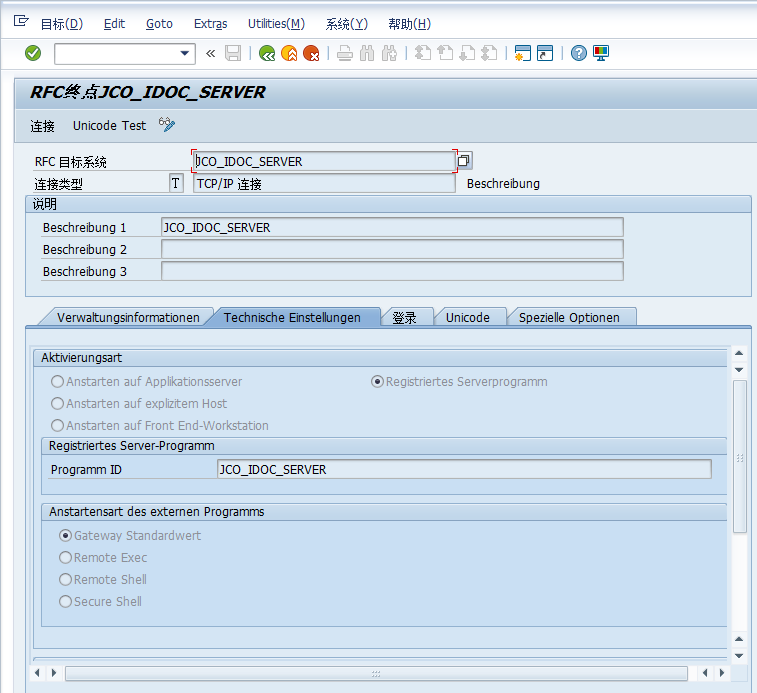 目标(D) Edit Goto Extras Utilities(M) 系统(Y) 帮助(H)
RFC终点JCO_IDOC_SERVER
连接 Unicode Test
RFC 目标系统 JCO_IDOC_SERVER
连接类型 T TCP/IP 连接 Beschreibung
说明
Beschreibung 1 JCO_IDOC_SERVER
Beschreibung 2
Beschreibung 3
Verwaltungsinformationen Technische Einstellungen 登录 Unicode Spezielle Optionen
Aktivierungsart
Anstarten auf Applikationsserver Registriertes Serverprogramm
Anstarten auf explizitem Host
Anstarten auf Front End-Workstation
Registriertes Server-Programm
Programm ID JCO_IDOC_SERVER
Anstartensart des externen Programms
Gateway Standardwert
Remote Exec
Remote Shell
Secure Shell